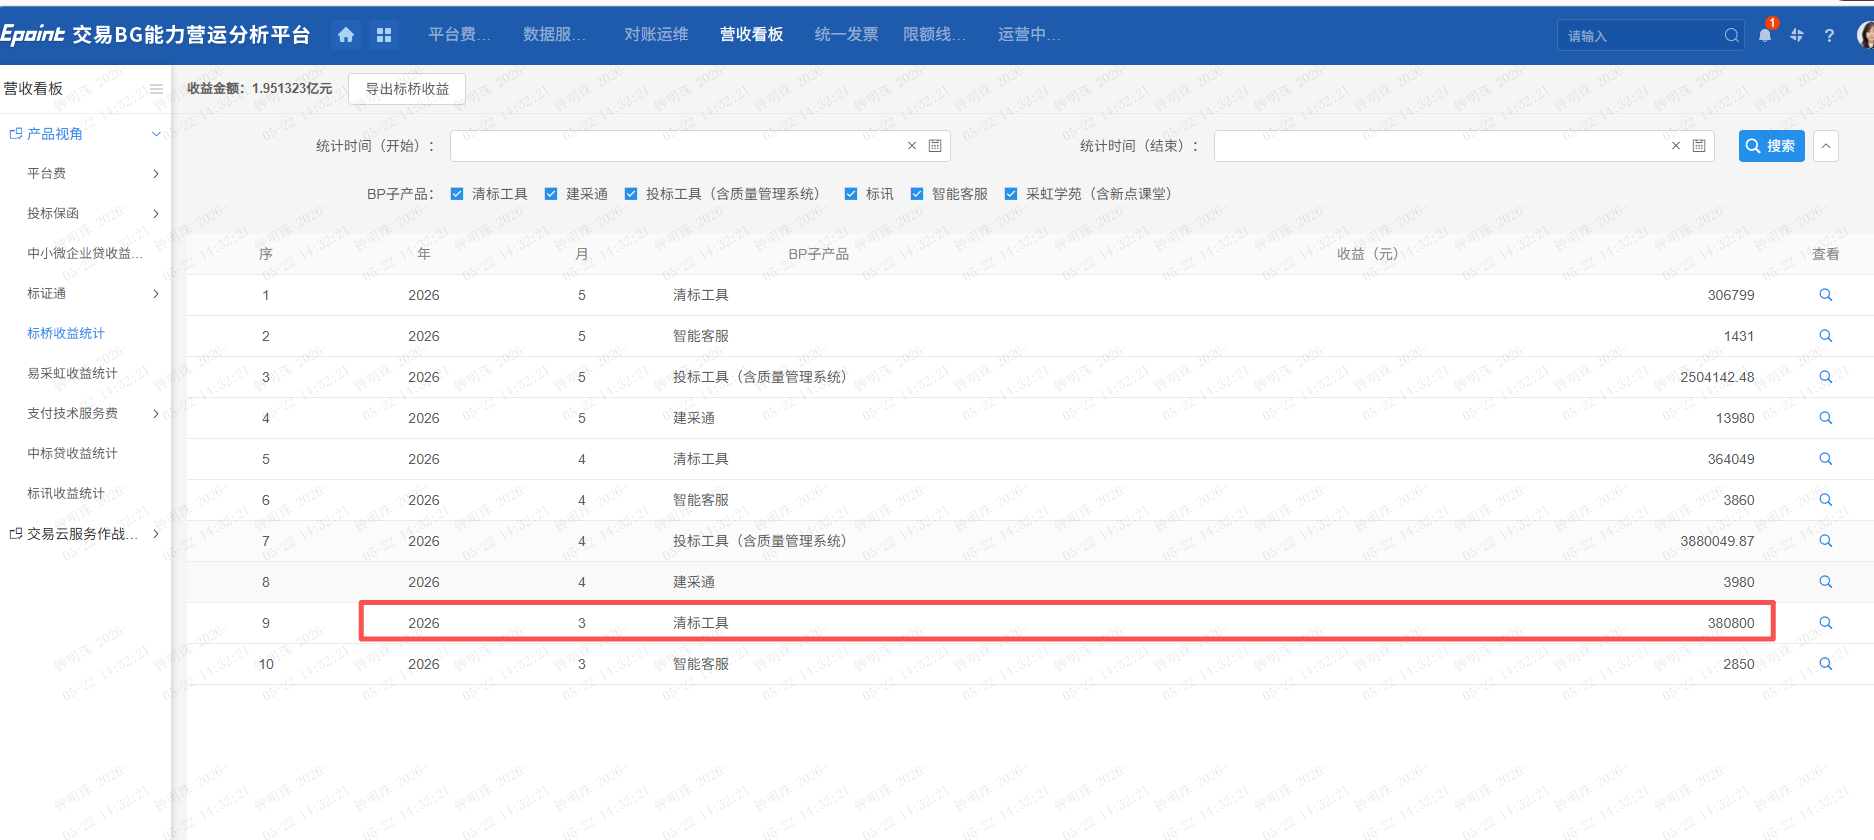 Epoint 交易BG能力营运分析平台 平台费... 数据服... 对账运维 营收看板 统一发票 限额线... 运营中... 请输入 1
营收看板 收益金额：1.951323亿元 导出标桥收益
产品视角
平台费
投标保函
中小微企业贷收益...
标证通
标桥收益统计
易采虹收益统计
支付技术服务费
中标贷收益统计
标讯收益统计
交易云服务作战...
统计时间（开始）： 统计时间（结束）： 搜索
BP子产品： 清标工具 建采通 投标工具（含质量管理系统） 标讯 智能客服 采虹学苑（含新点课堂）
序 年 月 BP子产品 收益（元） 查看
1 2026 5 清标工具 306799
2 2026 5 智能客服 1431
3 2026 5 投标工具（含质量管理系统） 2504142.48
4 2026 5 建采通 13980
5 2026 4 清标工具 364049
6 2026 4 智能客服 3860
7 2026 4 投标工具（含质量管理系统） 3880049.87
8 2026 4 建采通 3980
9 2026 3 清标工具 380800
10 2026 3 智能客服 2850
钟明珠 2026-
05-22 14:32:21